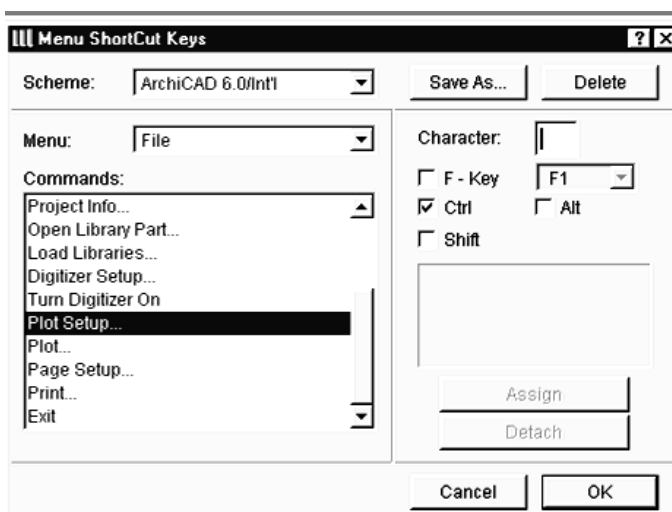 Menu ShortCut Keys
Scheme: ArchiCAD 6.0/Int'l
Save As... Delete
Menu: File
Commands:
Project Info...
Open Library Part...
Load Libraries...
Digitizer Setup...
Turn Digitizer On
Plot Setup...
Plot...
Page Setup...
Print...
Exit
Character:
F - Key F1
Ctrl Alt
Shift
Assign
Detach
Cancel OK